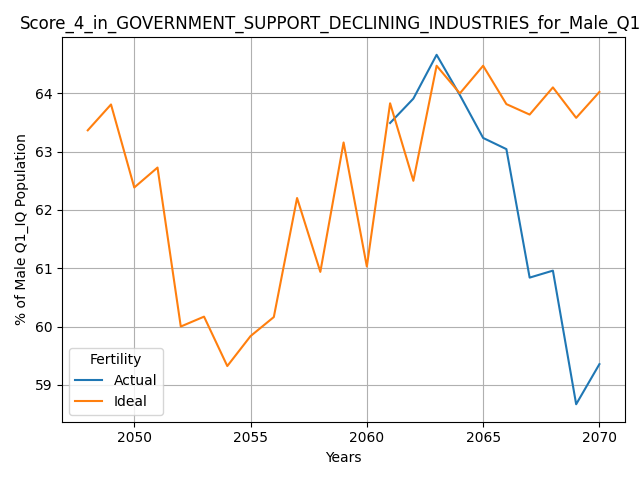 Score_4_in_GOVERNMENT_SUPPORT_DECLINING_INDUSTRIES_for_Male_Q1
% of Male Q1_IQ Population
64
63
62
61
60
59
Fertility
Actual
Ideal
2050 2055 2060 2065 2070
Years